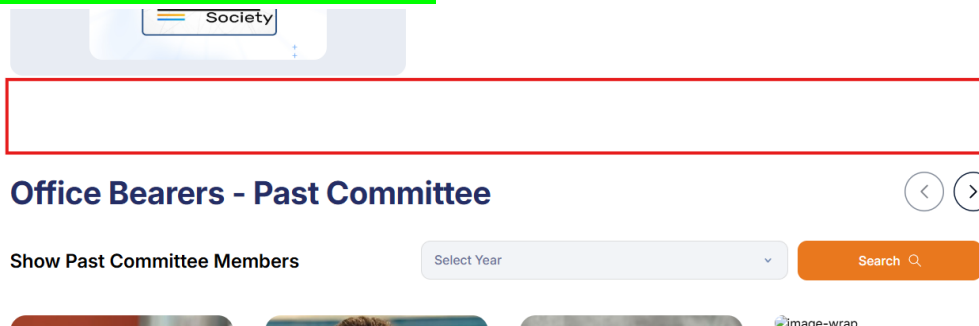 Society
Office Bearers - Past Committee
Show Past Committee Members
Select Year
Search
image-wrap